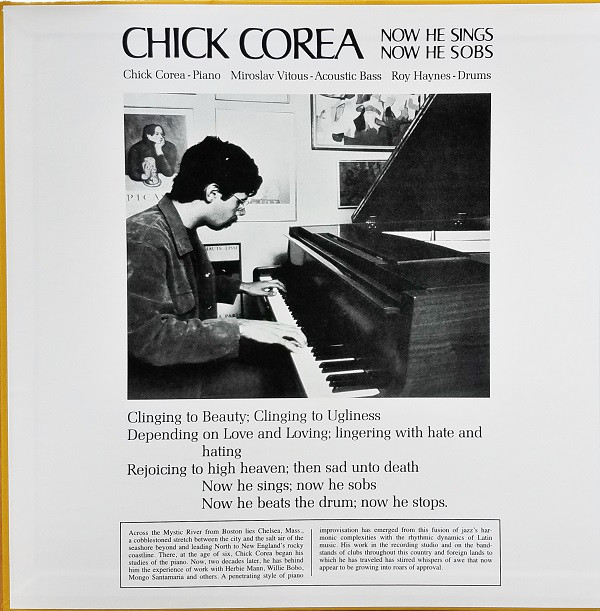 CHICK COREA
NOW HE SINGS
NOW HE SOBS
Chick Corea - Piano Miroslav Vitous - Acoustic Bass Roy Haynes - Drums
PICA
Clinging to Beauty; Clinging to Ugliness
Depending on Love and Loving; lingering with hate and
hating
Rejoicing to high heaven; then sad unto death
Now he sings; now he sobs
Now he beats the drum; now he stops.
Across the Mystic River from Boston lies Chelsea, Mass.,
a cobblestoned stretch between the city and the salt air of the
seashore beyond and leading North to New England's rocky
coastline. There, at the age of six, Chick Corea began his
studies of the piano. Now, two decades later, he has behind
him the experience of work with Herbie Mann, Willie Bobo,
Mongo Santamaria and others. A penetrating style of piano
improvisation has emerged from this fusion of jazz's har-
monic complexities with the rhythmic dynamics of Latin
music. His work in the recording studio and on the band-
stands of clubs throughout this country and foreign lands to
which he has traveled has stirred whispers of awe that now
appear to be growing into roars of approval.